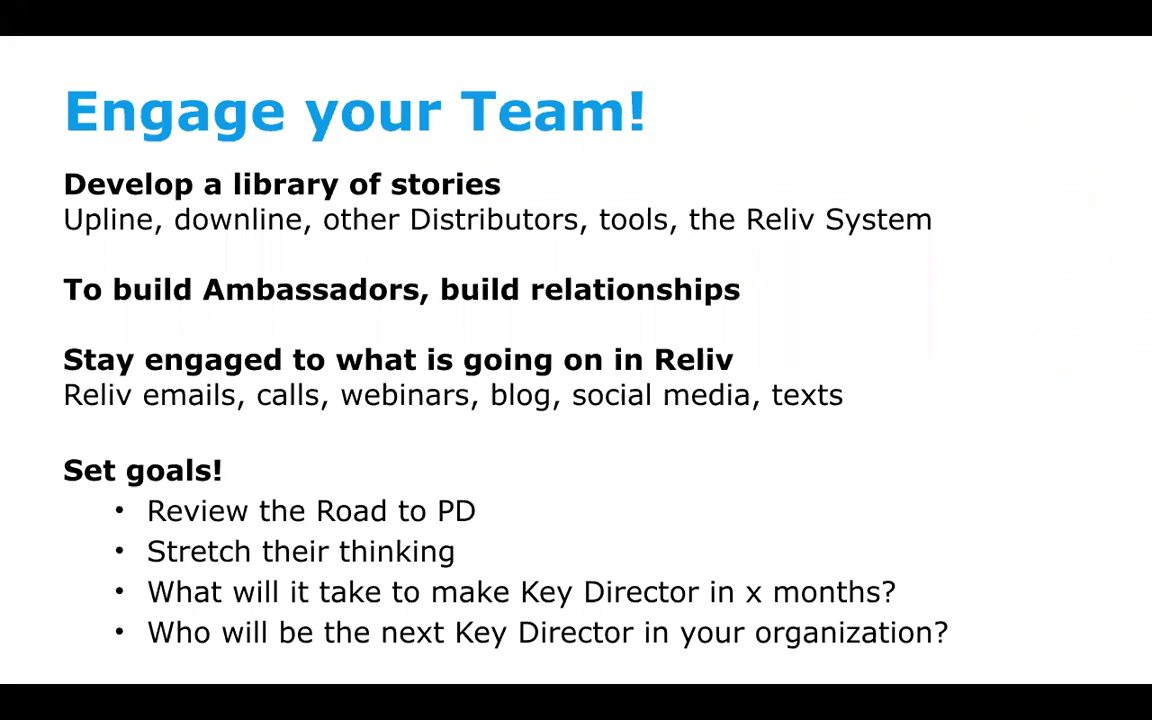 Engage your Team!
Develop a library of stories
Upline, downline, other Distributors, tools, the Reliv System
To build Ambassadors, build relationships
Stay engaged to what is going on in Reliv
Reliv emails, calls, webinars, blog, social media, texts
Set goals!
• Review the Road to PD
• Stretch their thinking
• What will it take to make Key Director in x months?
• Who will be the next Key Director in your organization?